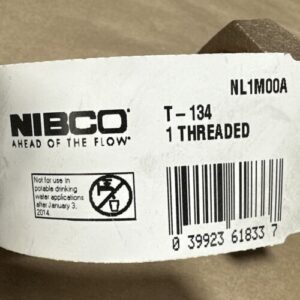 NL1M00A
NIBCO®
AHEAD OF THE FLOW®
T-134
1 THREADED
Not for use in
potable drinking
water applications
after January 3,
2014.
0 39923 61833 7